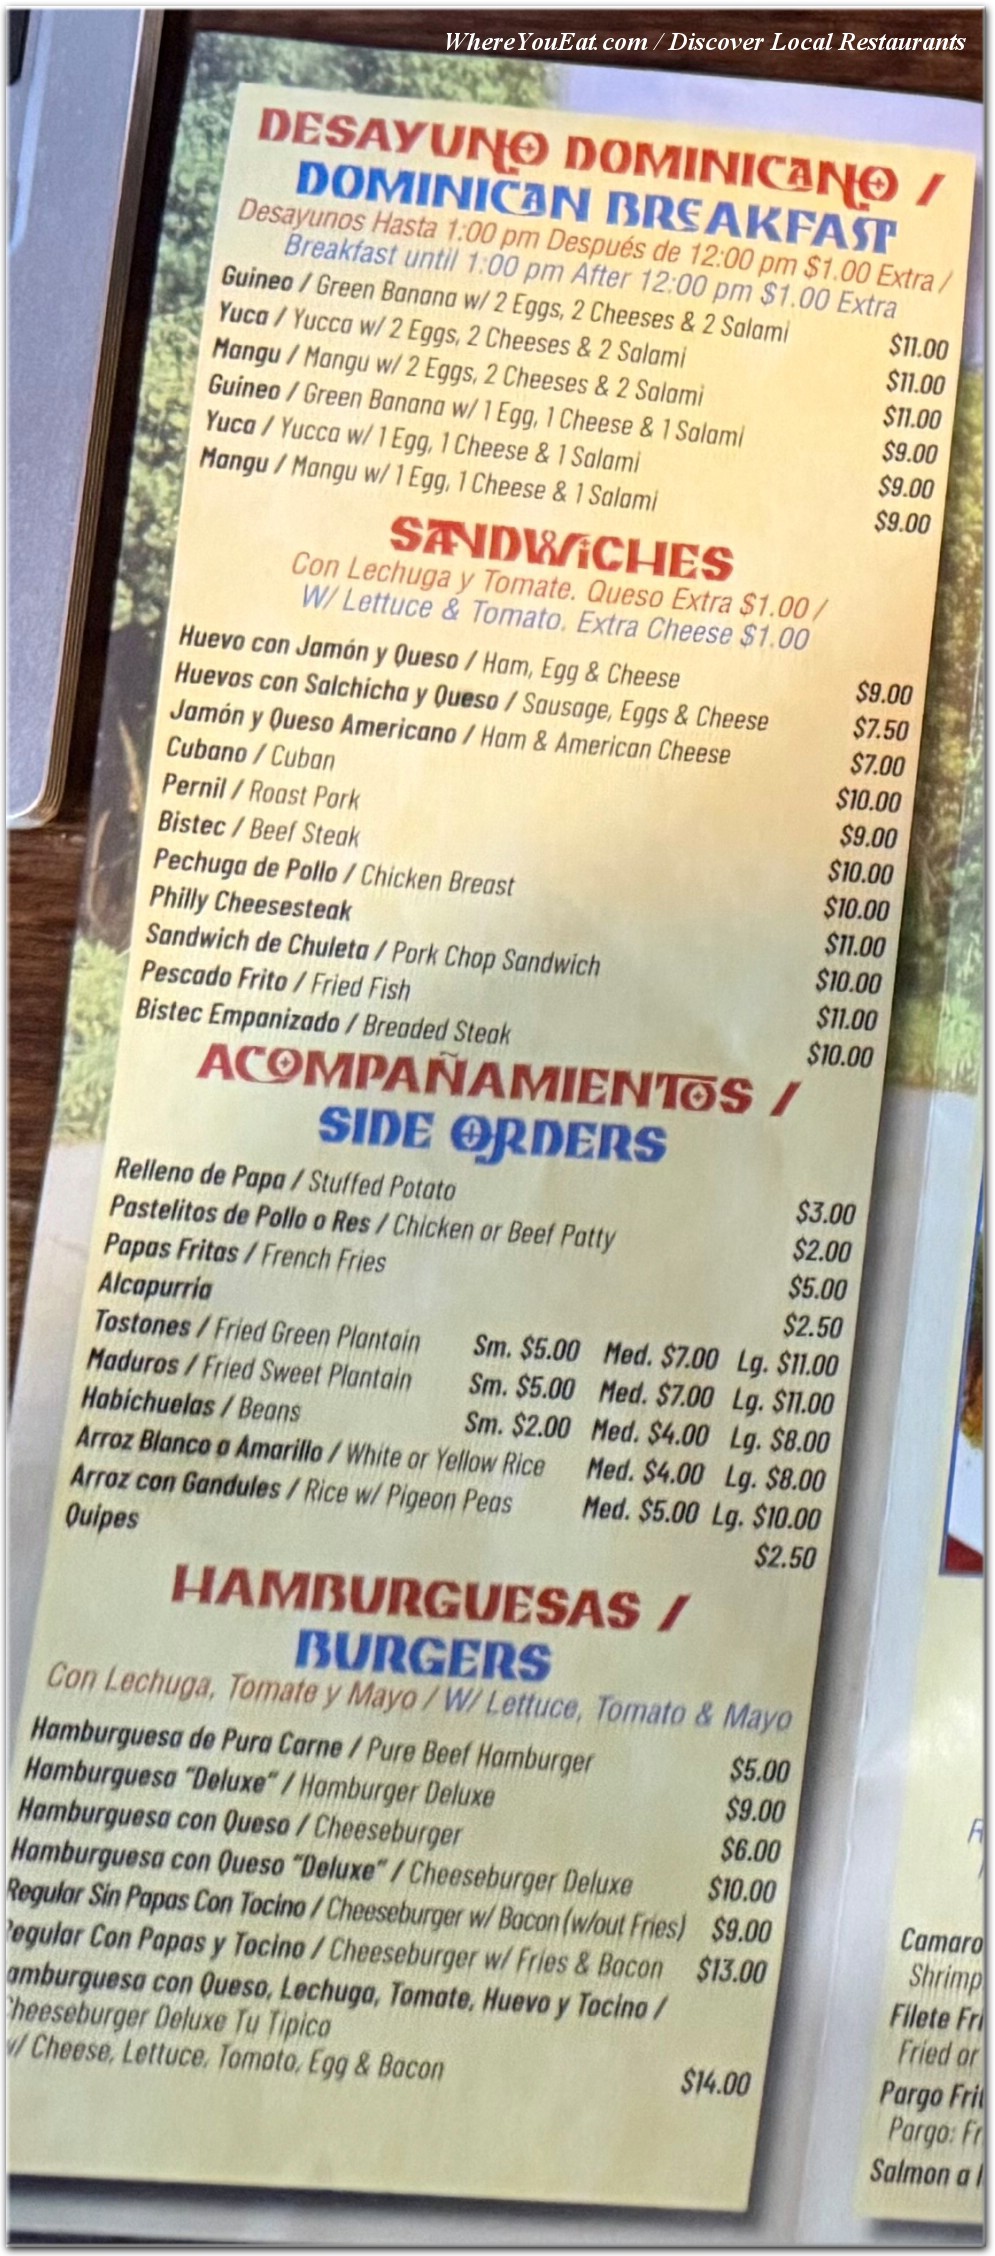 WhereYouEat.com / Discover Local Restaurants
DESAYUNO DOMINICANO /
DOMINICAN BREAKFAST
Desayunos Hasta 1:00 pm Después de 12:00 pm $1.00 Extra /
Breakfast until 1:00 pm After 12:00 pm $1.00 Extra
Guineo / Green Banana w/ 2 Eggs, 2 Cheeses & 2 Salami $11.00
Yuca / Yucca w/ 2 Eggs, 2 Cheeses & 2 Salami $11.00
Mangu / Mangu w/ 2 Eggs, 2 Cheeses & 2 Salami $11.00
Guineo / Green Banana w/ 1 Egg, 1 Cheese & 1 Salami $9.00
Yuca / Yucca w/ 1 Egg, 1 Cheese & 1 Salami $9.00
Mangu / Mangu w/ 1 Egg, 1 Cheese & 1 Salami $9.00
SANDWiCHES
Con Lechuga y Tomate. Queso Extra $1.00 /
W/ Lettuce & Tomato. Extra Cheese $1.00
Huevo con Jamón y Queso / Ham, Egg & Cheese $9.00
Huevos con Salchicha y Queso / Sausage, Eggs & Cheese $7.50
Jamón y Queso Americano / Ham & American Cheese $7.00
Cubano / Cuban $10.00
Pernil / Roast Pork $9.00
Bistec / Beef Steak $10.00
Pechuga de Pollo / Chicken Breast $10.00
Philly Cheesesteak $11.00
Sandwich de Chuleta / Pork Chop Sandwich $10.00
Pescado Frito / Fried Fish $11.00
Bistec Empanizado / Breaded Steak $10.00
ACOMPAÑAMIENTOS /
SIDE ORDERS
Relleno de Papa / Stuffed Potato $3.00
Pastelitos de Pollo o Res / Chicken or Beef Patty $2.00
Papas Fritas / French Fries $5.00
Alcapurria $2.50
Tostones / Fried Green Plantain Sm. $5.00 Med. $7.00 Lg. $11.00
Maduros / Fried Sweet Plantain Sm. $5.00 Med. $7.00 Lg. $11.00
Habichuelas / Beans Sm. $2.00 Med. $4.00 Lg. $8.00
Arroz Blanco o Amarillo / White or Yellow Rice Med. $4.00 Lg. $8.00
Arroz con Gandules / Rice w/ Pigeon Peas Med. $5.00 Lg. $10.00
Quipes $2.50
HAMBURGUESAS /
BURGERS
Con Lechuga, Tomate y Mayo / W/ Lettuce, Tomato & Mayo
Hamburguesa de Pura Carne / Pure Beef Hamburger $5.00
Hamburguesa "Deluxe" / Hamburger Deluxe $9.00
Hamburguesa con Queso / Cheeseburger $6.00
Hamburguesa con Queso "Deluxe" / Cheeseburger Deluxe $10.00
Regular Sin Papas Con Tocino / Cheeseburger w/ Bacon (w/out Fries) $9.00
egular Con Papas y Tocino / Cheeseburger w/ Fries & Bacon $13.00
amburguesa con Queso, Lechuga, Tomate, Huevo y Tocino /
heeseburger Deluxe Tu Tipico
w/ Cheese, Lettuce, Tomato, Egg & Bacon $14.00
Camaro
Shrimp
Filete Fri
Fried or
Pargo Frit
Pargo: Fr
Salmon a l